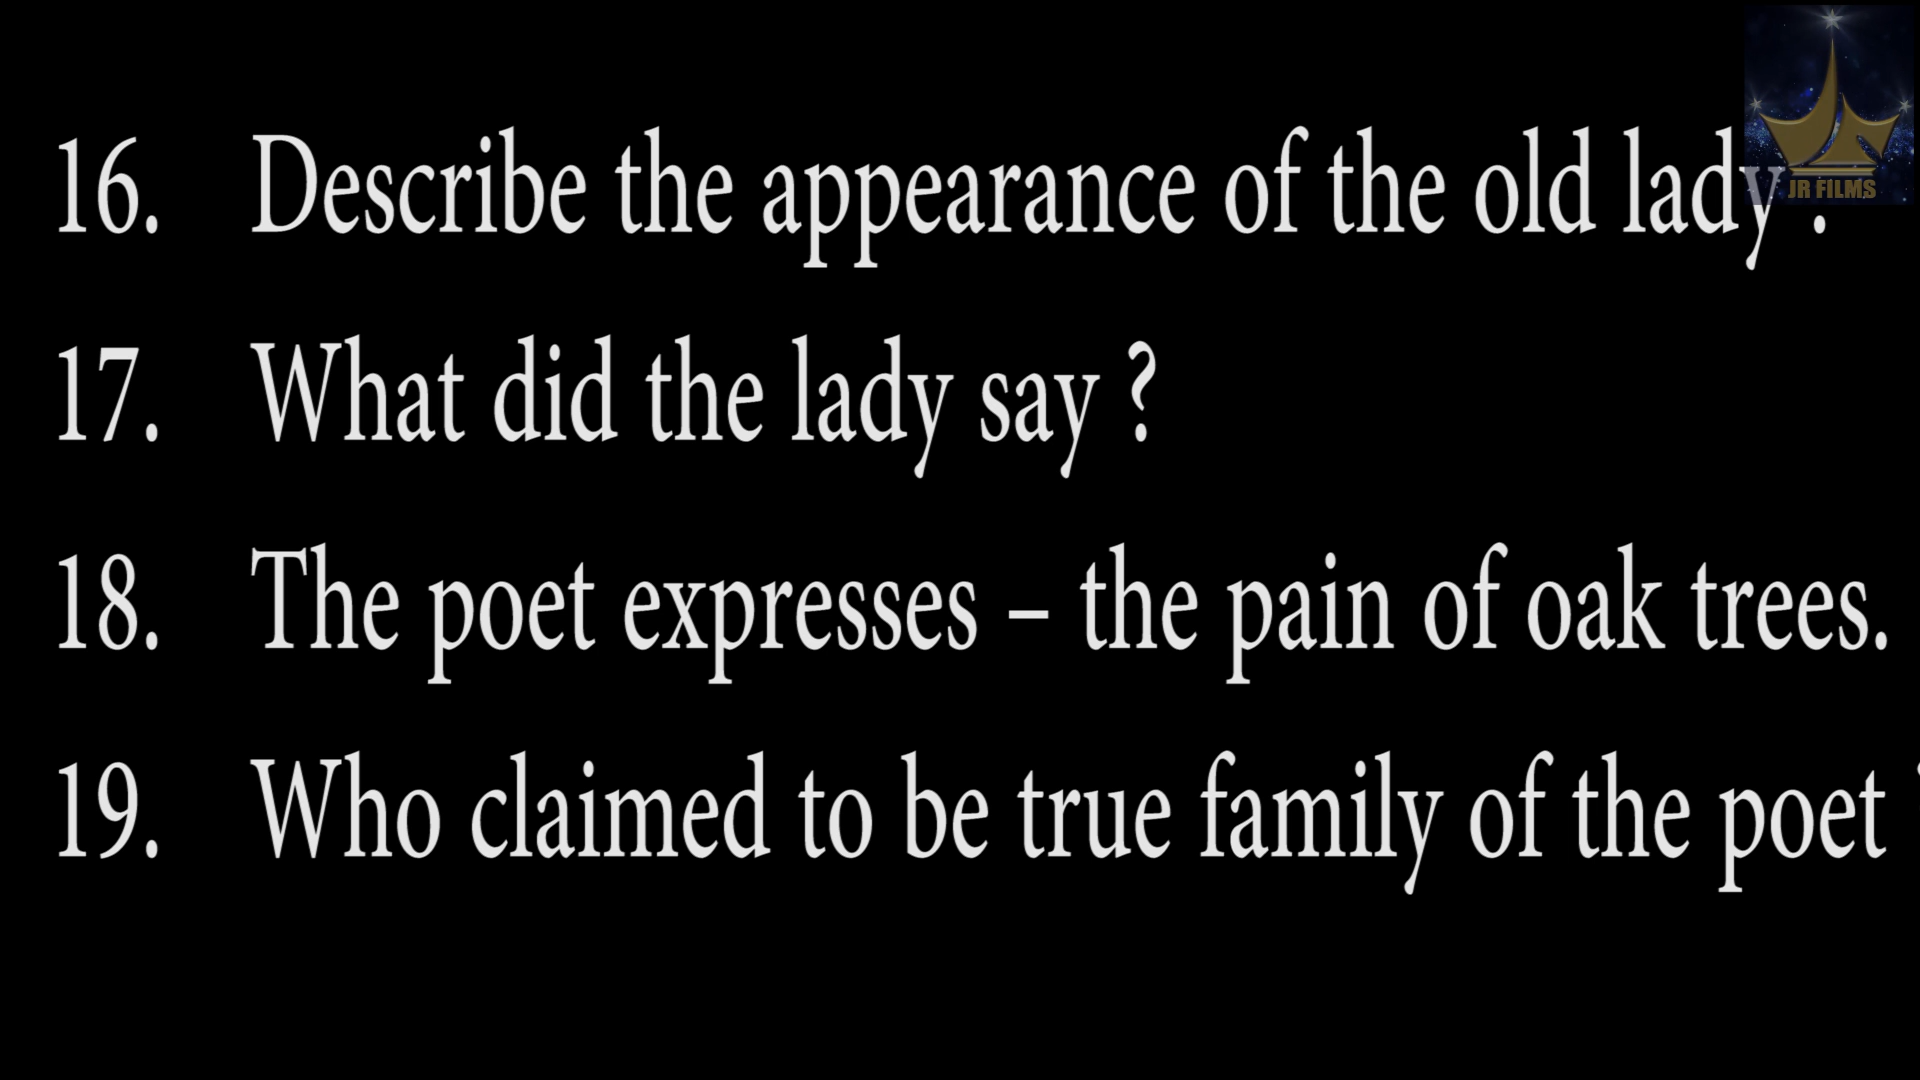 16. Describe the appearance of the old lady .
17. What did the lady say ?
18. The poet expresses – the pain of oak trees.
19. Who claimed to be true family of the poet
JR FILMS